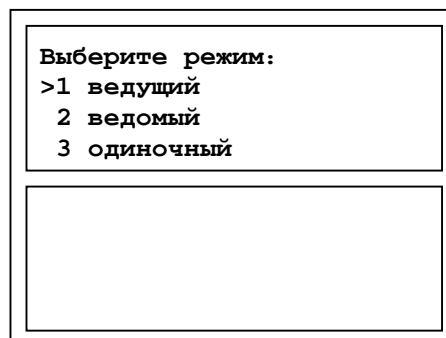 Выберите режим:
>1 ведущий
2 ведомый
3 одиночный